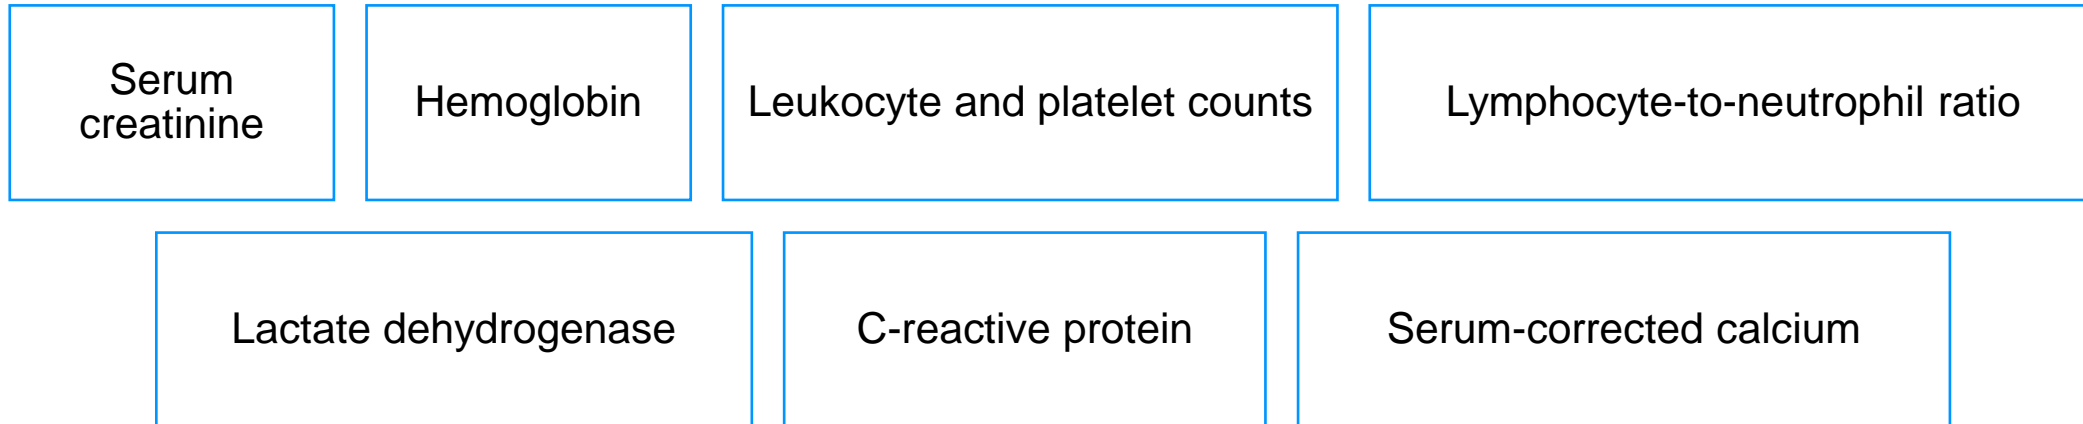 Serum
creatinine
Hemoglobin
Leukocyte and platelet counts
Lymphocyte-to-neutrophil ratio
Lactate dehydrogenase
C-reactive protein
Serum-corrected calcium